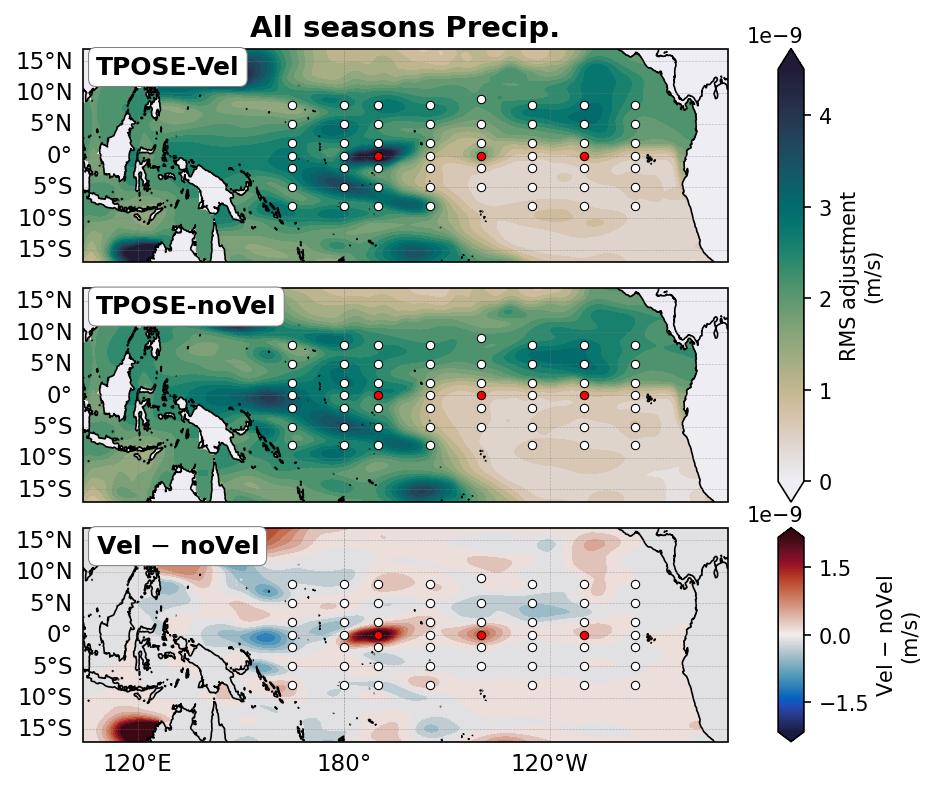 All seasons Precip.
1e−9
TPOSE-Vel
15°N
10°N
5°N
0°
5°S
10°S
15°S
4
3
2
1
0
RMS adjustment
(m/s)
TPOSE-noVel
15°N
10°N
5°N
0°
5°S
10°S
15°S
1e−9
Vel − noVel
15°N
10°N
5°N
0°
5°S
10°S
15°S
1.5
0.0
−1.5
Vel − noVel
(m/s)
120°E
180°
120°W